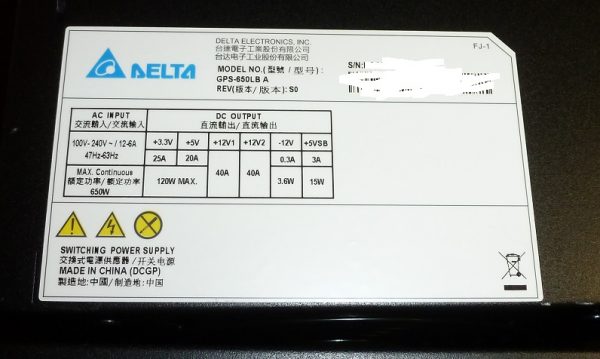 DELTA ELECTRONICS, INC.
台達電子工業股份有限公司
台达电子工业股份有限公司
FJ-1
DELTA
MODEL NO.(型號/型号):
GPS-650LB A
REV(版本/版本): S0
S/N:
AC INPUT
交流輸入/交流输入
DC OUTPUT
直流輸出/直流输出
100V-240V~/12-6A
47Hz-63Hz
+3.3V +5V +12V1 +12V2 -12V +5VSB
25A 20A 40A 40A 0.3A 3A
MAX. Continuous
額定功率/额定功率
650W
120W MAX. 3.6W 15W
SWITCHING POWER SUPPLY
交換式電源供應器/开关电源
MADE IN CHINA (DCGP)
製造地:中國/制造地:中国